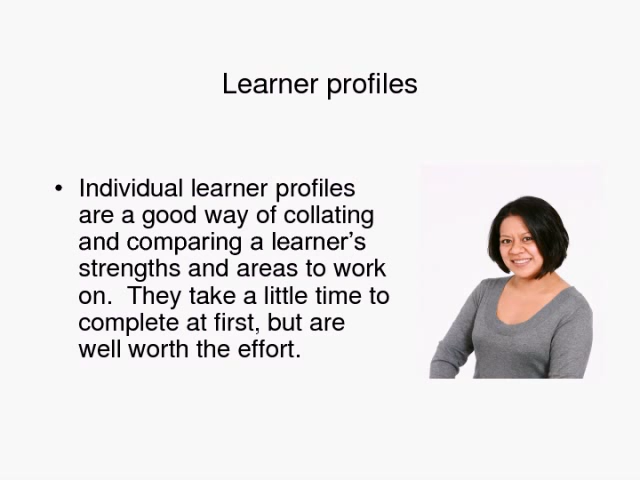 Learner profiles
• Individual learner profiles
are a good way of collating
and comparing a learner’s
strengths and areas to work
on.  They take a little time to
complete at first, but are
well worth the effort.